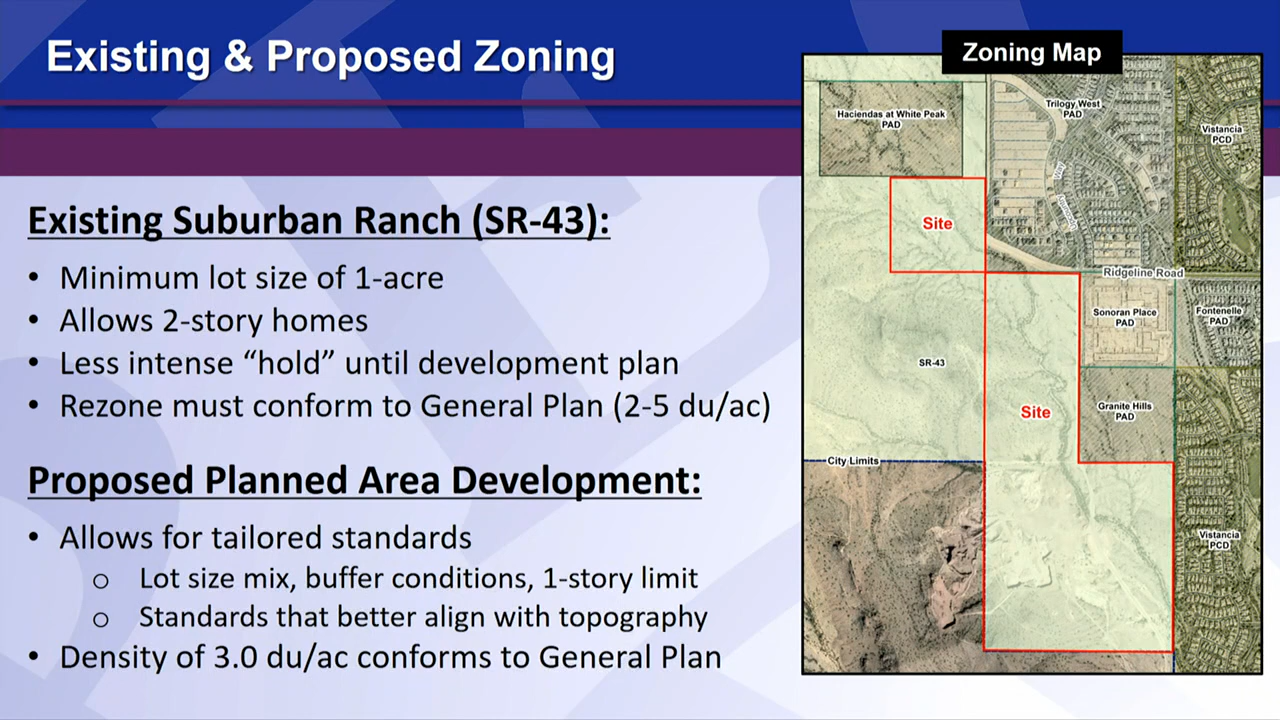 Existing & Proposed Zoning
Existing Suburban Ranch (SR-43):
• Minimum lot size of 1-acre
• Allows 2-story homes
• Less intense “hold” until development plan
• Rezone must conform to General Plan (2-5 du/ac)
Proposed Planned Area Development:
• Allows for tailored standards
o Lot size mix, buffer conditions, 1-story limit
o Standards that better align with topography
• Density of 3.0 du/ac conforms to General Plan
Zoning Map
Haciendas at White Peak
PAD
Trilogy West
PAD
Vistancia
PCD
Way
Site
Ridgeline Road
Sonoran Place
PAD
Fontenelle
PAD
SR-43
Site
Granite Hills
PAD
City Limits
Vistancia
PCD